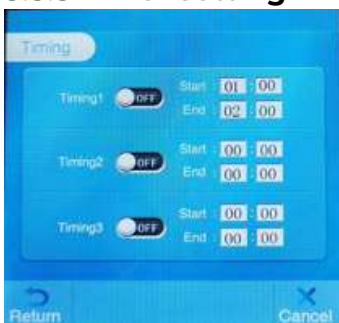 Timing
Start : 01 : 00
Timing1 OFF
End : 02 : 00
Start : 00 : 00
Timing2 OFF
End : 00 : 00
Start : 00 : 00
Timing3 OFF
End : 00 : 00
Return Cancel